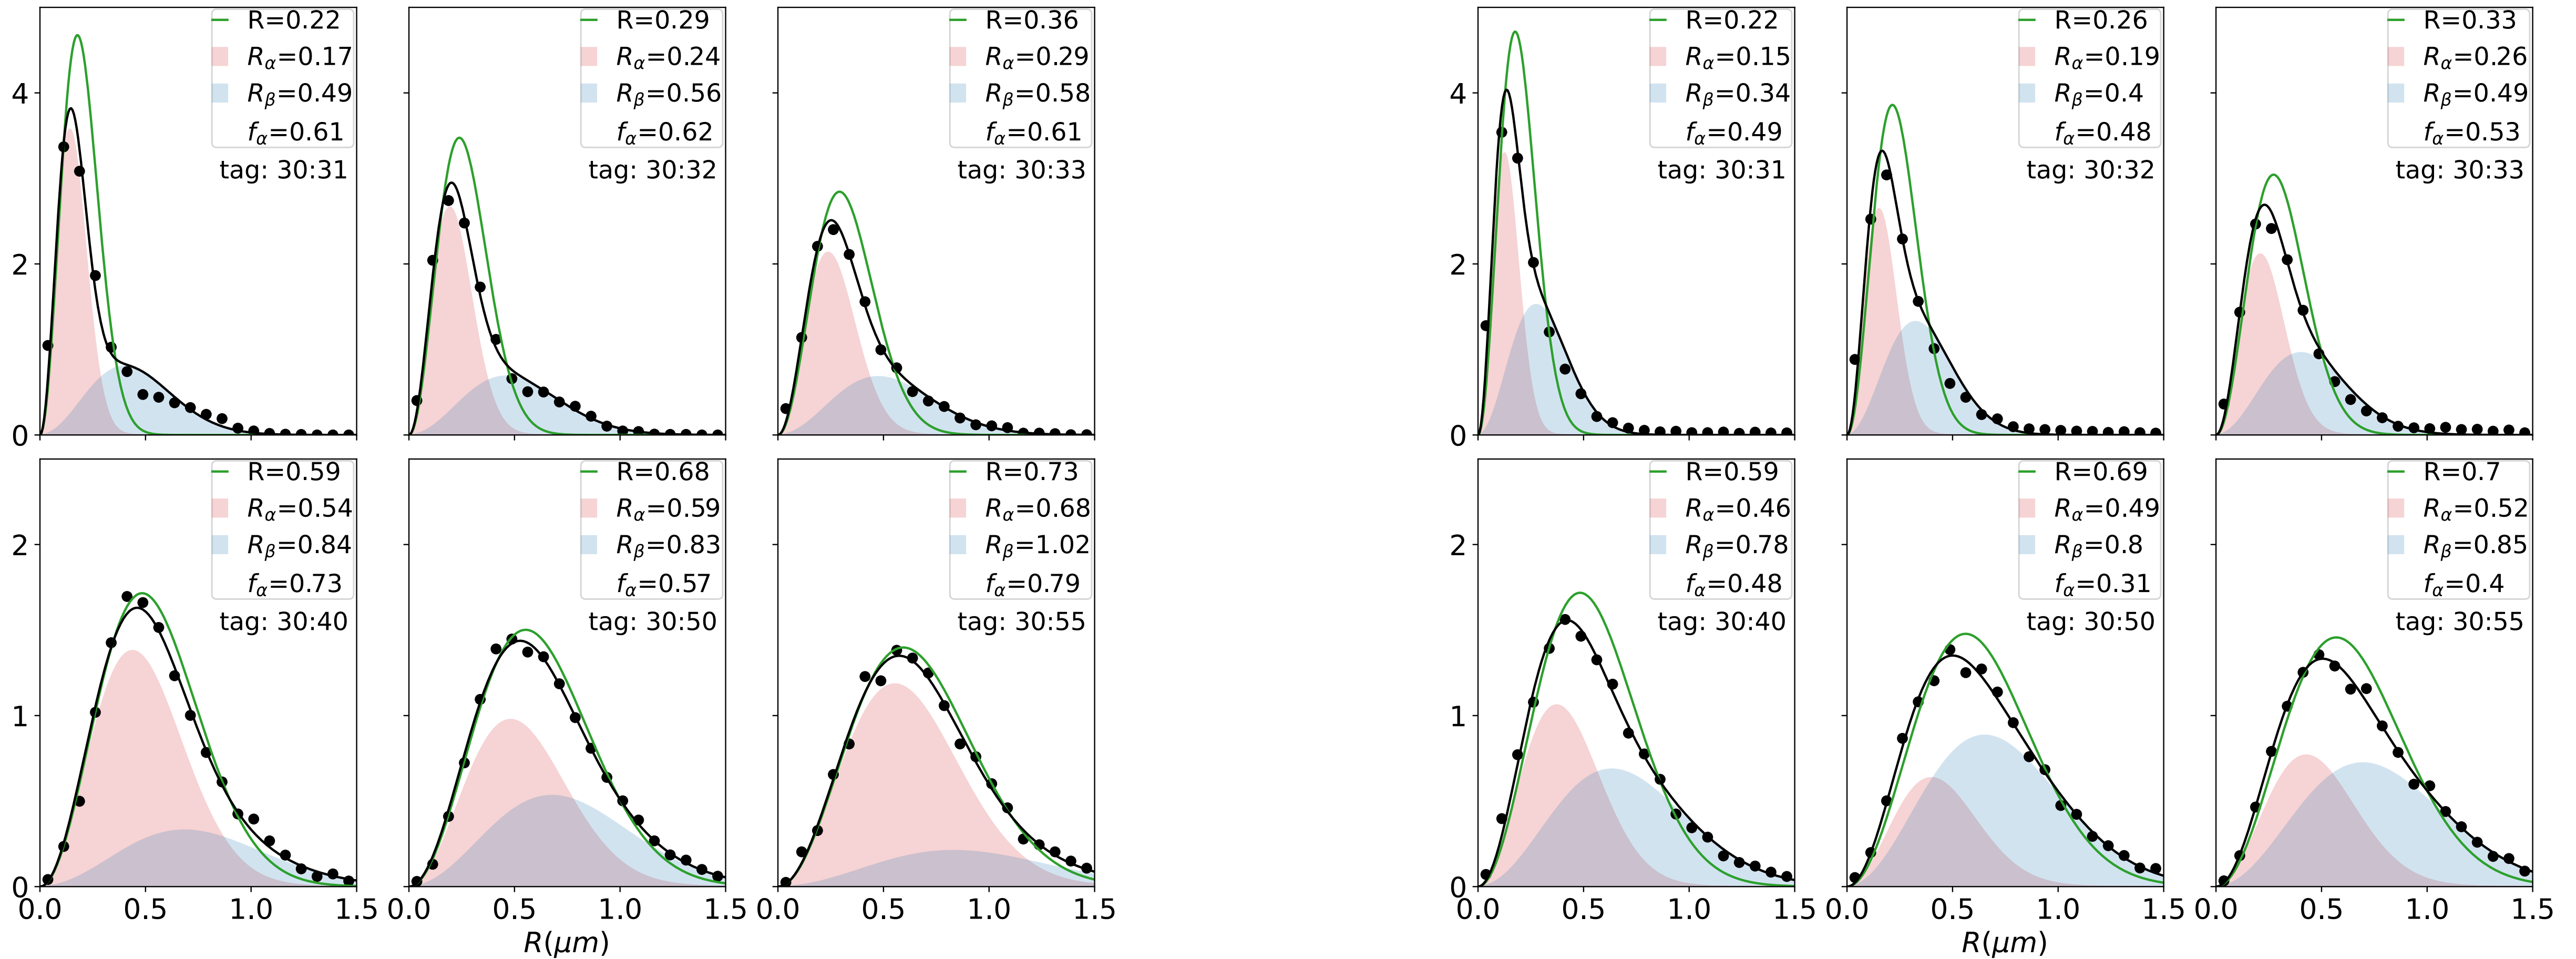 R=0.22
Rα=0.17
Rβ=0.49
fα=0.61
tag: 30:31
R=0.29
Rα=0.24
Rβ=0.56
fα=0.62
tag: 30:32
R=0.36
Rα=0.29
Rβ=0.58
fα=0.61
tag: 30:33
4
2
0
R=0.59
Rα=0.54
Rβ=0.84
fα=0.73
tag: 30:40
R=0.68
Rα=0.59
Rβ=0.83
fα=0.57
tag: 30:50
R=0.73
Rα=0.68
Rβ=1.02
fα=0.79
tag: 30:55
2
1
0
0.0 0.5 1.0 1.5
0.0 0.5 1.0 1.5
0.0 0.5 1.0 1.5
R(μm)
R=0.22
Rα=0.15
Rβ=0.34
fα=0.49
tag: 30:31
R=0.26
Rα=0.19
Rβ=0.4
fα=0.48
tag: 30:32
R=0.33
Rα=0.26
Rβ=0.49
fα=0.53
tag: 30:33
4
2
0
R=0.59
Rα=0.46
Rβ=0.78
fα=0.48
tag: 30:40
R=0.69
Rα=0.49
Rβ=0.8
fα=0.31
tag: 30:50
R=0.7
Rα=0.52
Rβ=0.85
fα=0.4
tag: 30:55
2
1
0
0.0 0.5 1.0 1.5
0.0 0.5 1.0 1.5
0.0 0.5 1.0 1.5
R(μm)